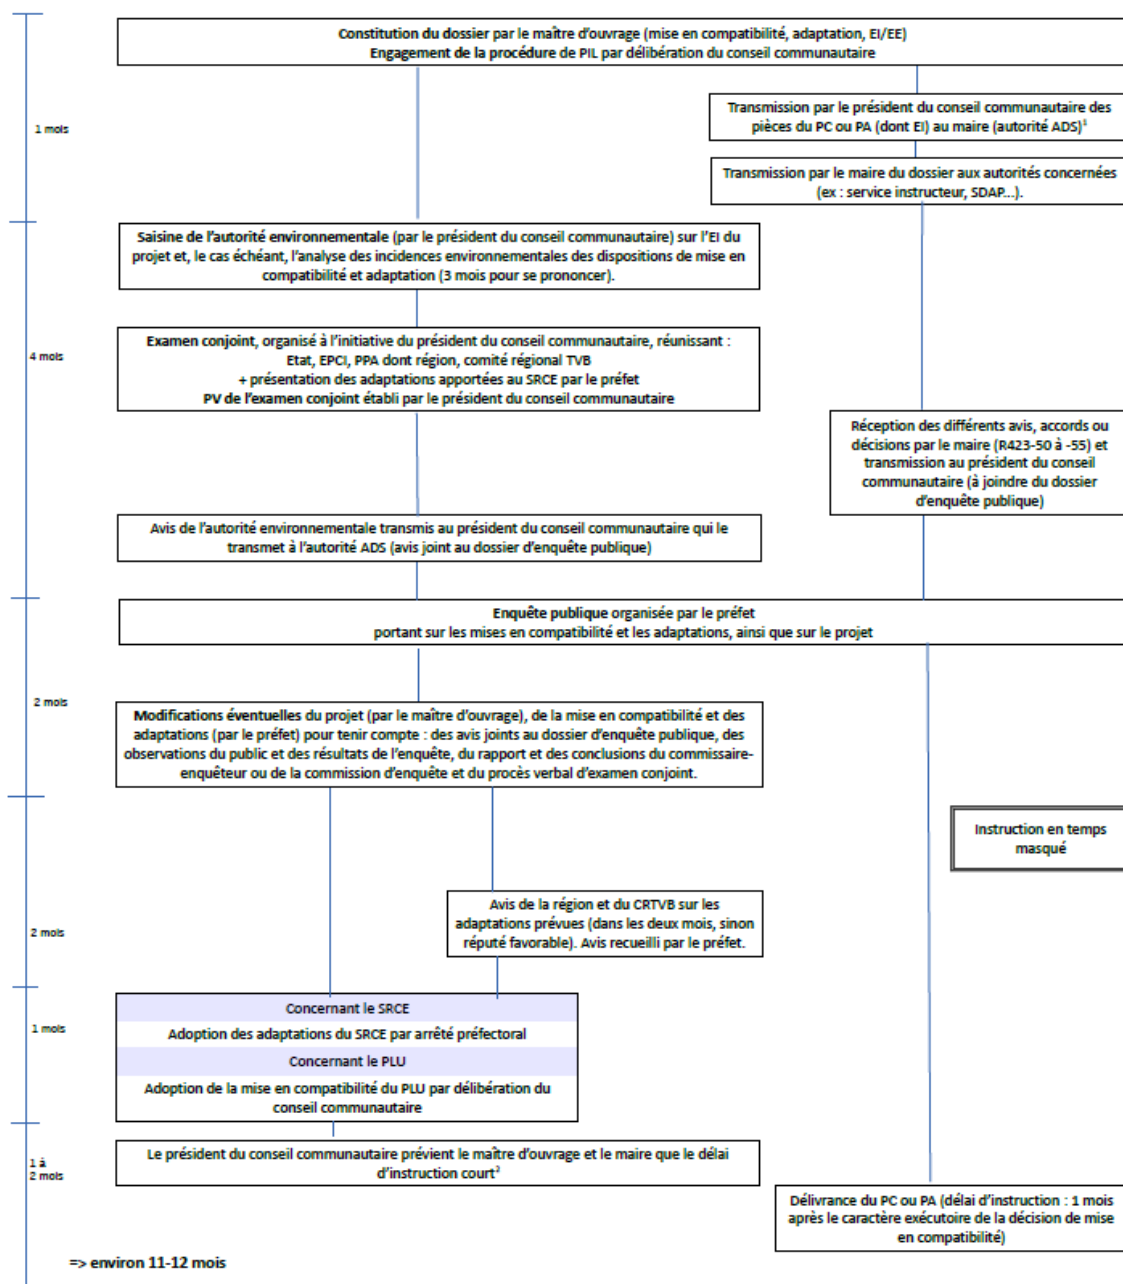 Constitution du dossier par le maître d'ouvrage (mise en compatibilité, adaptation, EI/EE)
Engagement de la procédure de PIL par délibération du conseil communautaire
1 mois
Transmission par le président du conseil communautaire des
pièces du PC ou PA (dont EI) au maire (autorité ADS)¹
Transmission par le maire du dossier aux autorités concernées
(ex : service instructeur, SDAP...).
Saisine de l'autorité environnementale (par le président du conseil communautaire) sur l'EI du
projet et, le cas échéant, l'analyse des incidences environnementales des dispositions de mise en
compatibilité et adaptation (3 mois pour se prononcer).
4 mois
Examen conjoint, organisé à l'initiative du président du conseil communautaire, réunissant :
Etat, EPCI, PPA dont région, comité régional TVB
+ présentation des adaptations apportées au SRCE par le préfet
PV de l'examen conjoint établi par le président du conseil communautaire
Réception des différents avis, accords ou
décisions par le maire (R423-50 à -55) et
transmission au président du conseil
communautaire (à joindre du dossier
d'enquête publique)
Avis de l'autorité environnementale transmis au président du conseil communautaire qui le
transmet à l'autorité ADS (avis joint au dossier d'enquête publique)
Enquête publique organisée par le préfet
portant sur les mises en compatibilité et les adaptations, ainsi que sur le projet
2 mois
Modifications éventuelles du projet (par le maître d'ouvrage), de la mise en compatibilité et des
adaptations (par le préfet) pour tenir compte : des avis joints au dossier d'enquête publique, des
observations du public et des résultats de l'enquête, du rapport et des conclusions du commissaire-
enquêteur ou de la commission d'enquête et du procès verbal d'examen conjoint.
Instruction en temps
masqué
2 mois
Avis de la région et du CRTVB sur les
adaptations prévues (dans les deux mois, sinon
réputé favorable). Avis recueilli par le préfet.
1 mois
Concernant le SRCE
Adoption des adaptations du SRCE par arrêté préfectoral
Concernant le PLU
Adoption de la mise en compatibilité du PLU par délibération du
conseil communautaire
1 à
2 mois
Le président du conseil communautaire prévient le maître d'ouvrage et le maire que le délai
d'instruction court²
Délivrance du PC ou PA (délai d'instruction : 1 mois
après le caractère exécutoire de la décision de mise
en compatibilité)
=> environ 11-12 mois